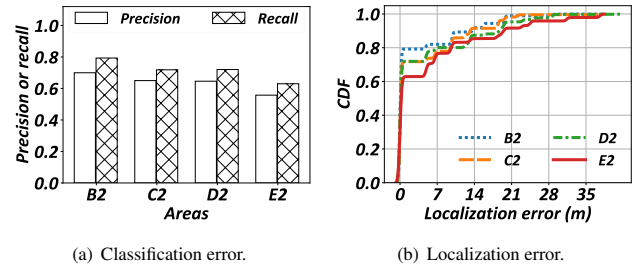 Precision Recall
Precision or recall
1.0
0.8
0.6
0.4
0.2
0.0
B2 C2 D2 E2
Areas
(a) Classification error.
CDF
1.0
0.8
0.6
0.4
0.2
0.0
B2 D2
C2 E2
0 7 14 21 28 35
Localization error (m)
(b) Localization error.